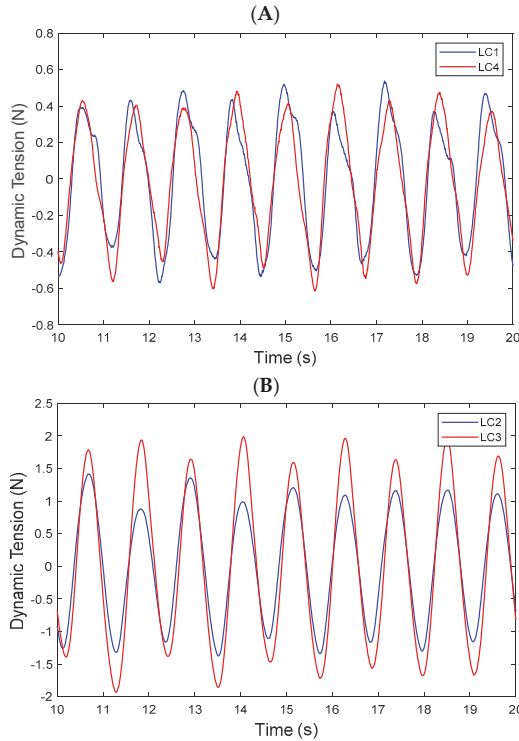 (A)
0.8
0.6
0.4
0.2
0
-0.2
-0.4
-0.6
-0.8
Dynamic Tension (N)
LC1
LC4
10 11 12 13 14 15 16 17 18 19 20
Time (s)
(B)
2.5
2
1.5
1
0.5
0
-0.5
-1
-1.5
-2
Dynamic Tension (N)
LC2
LC3
10 11 12 13 14 15 16 17 18 19 20
Time (s)